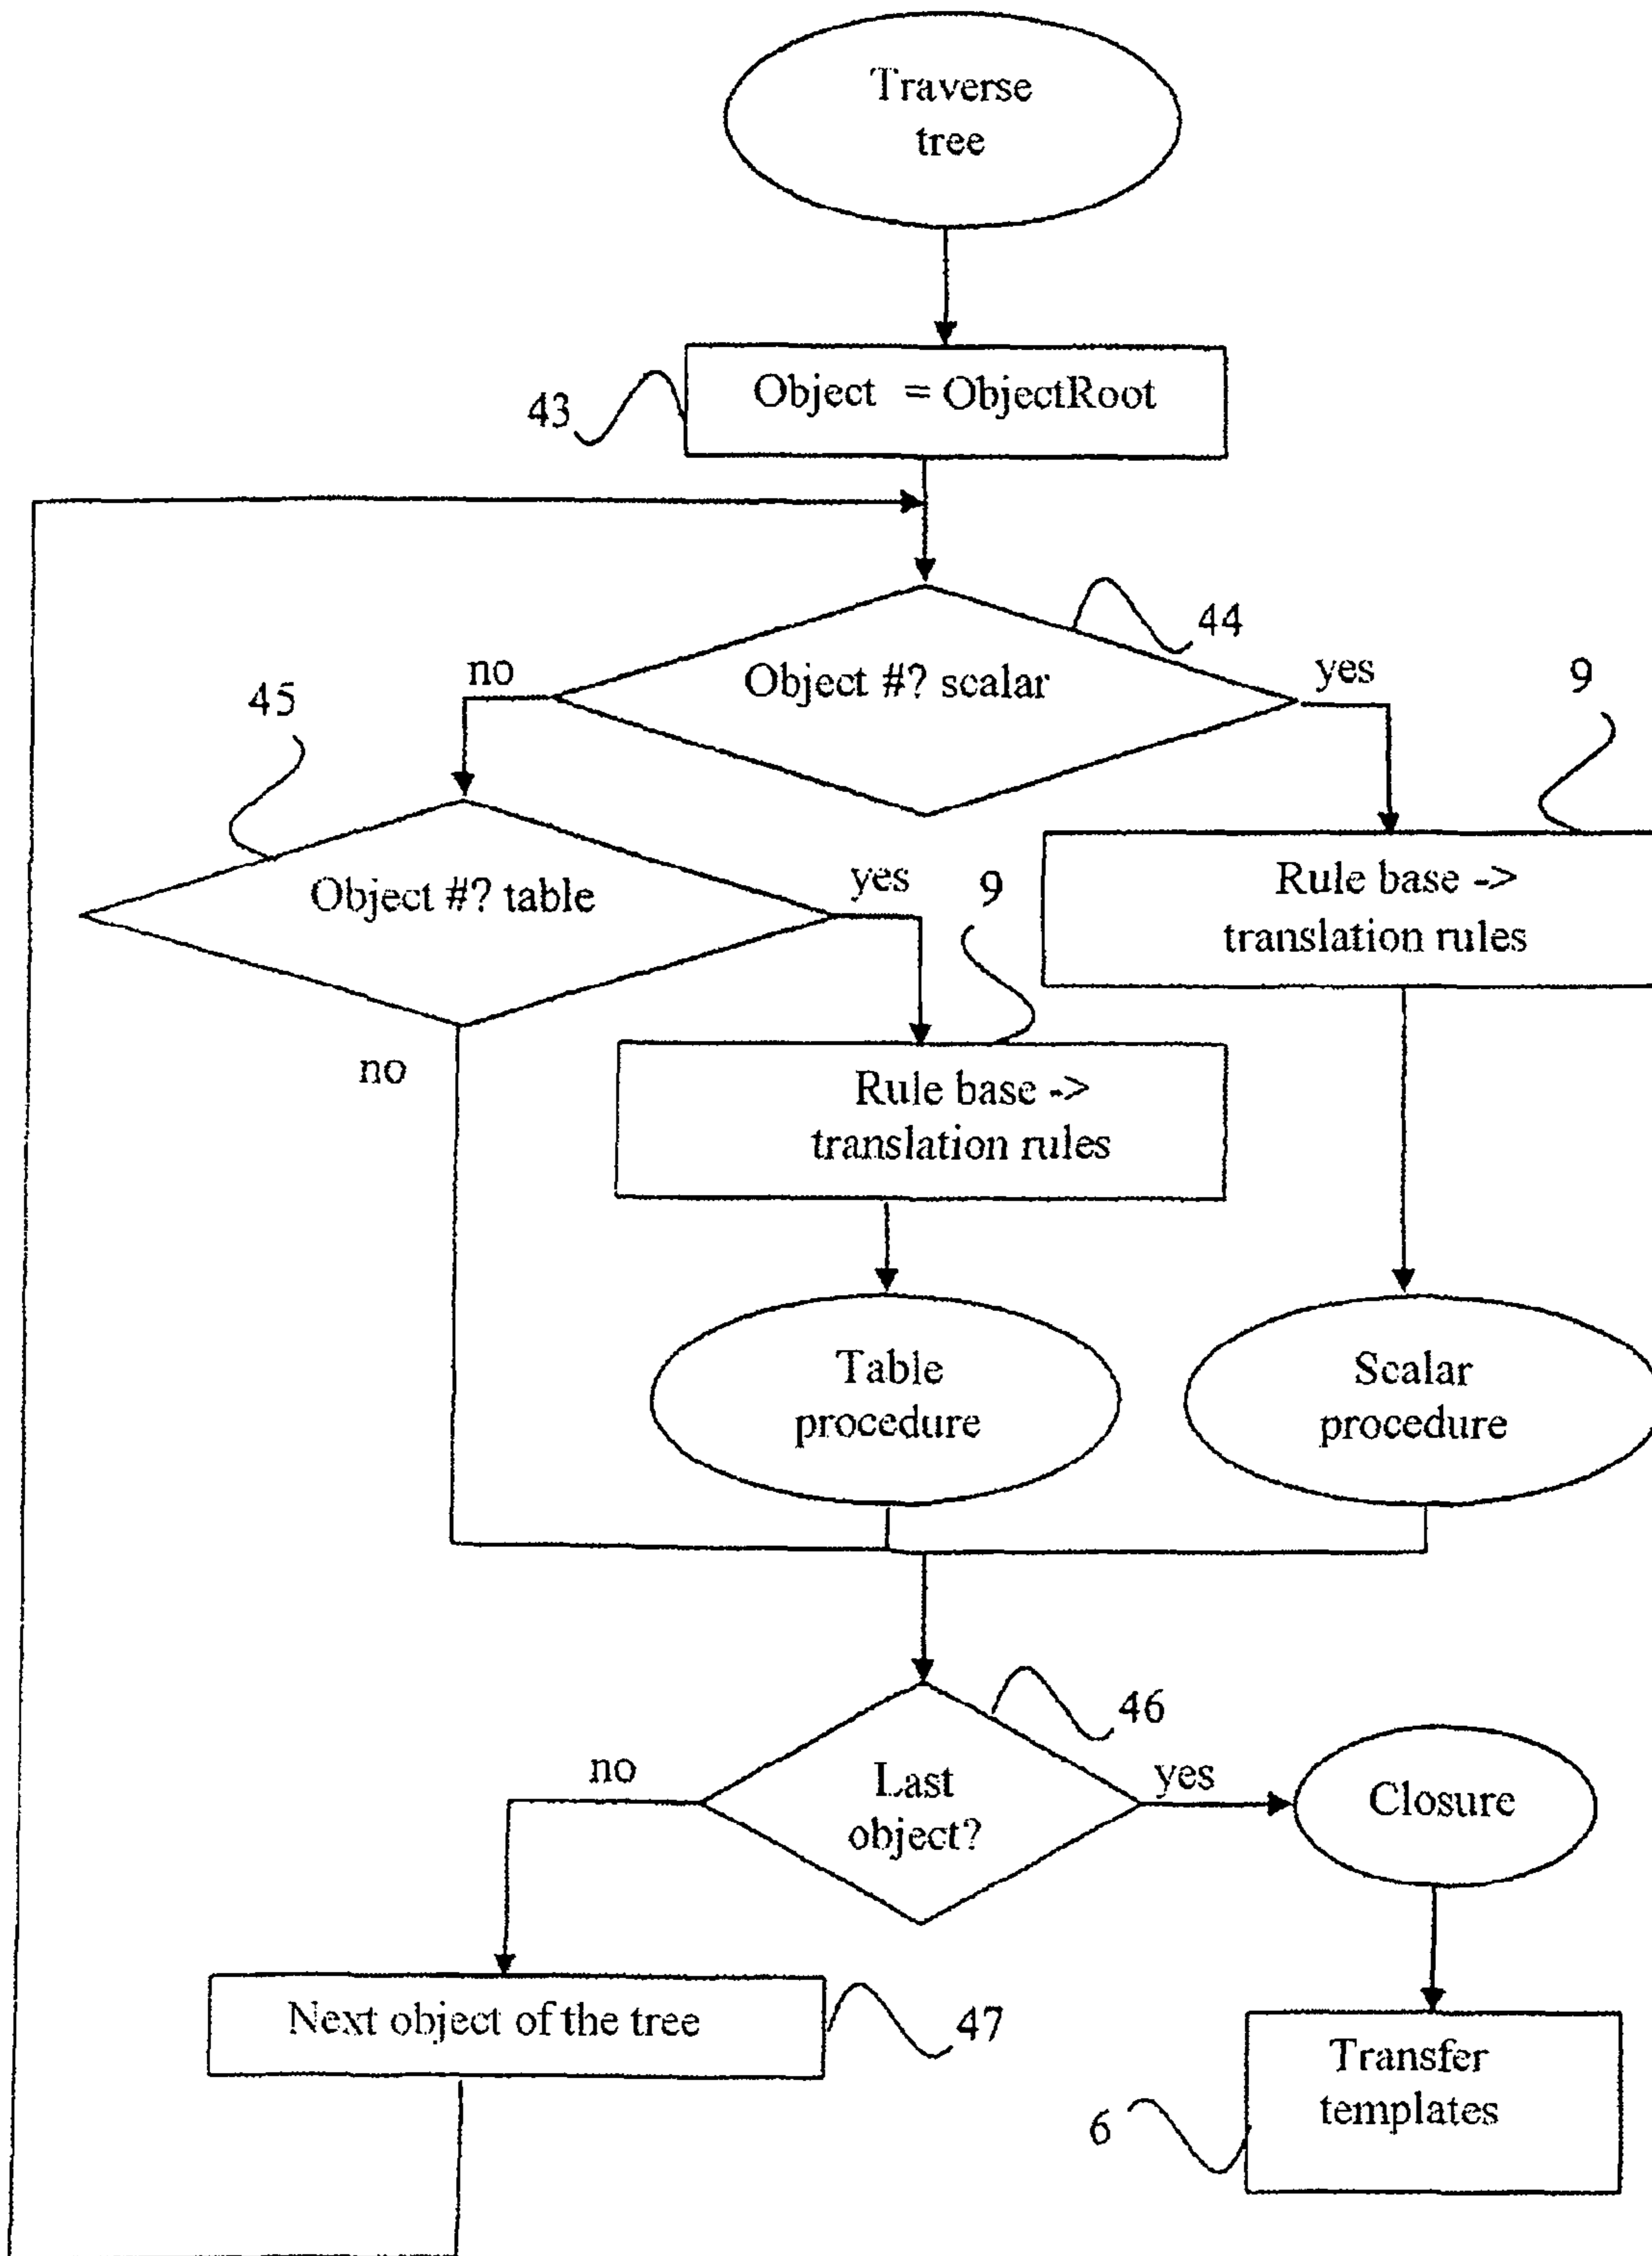 Traverse
tree
43
Object = ObjectRoot
44
no
Object #? scalar
yes
9
45
Object #? table
yes
9
Rule base ->
translation rules
no
Rule base ->
translation rules
Table
procedure
Scalar
procedure
46
no
Last
object?
yes
Closure
Next object of the tree
47
Transfer
templates
6